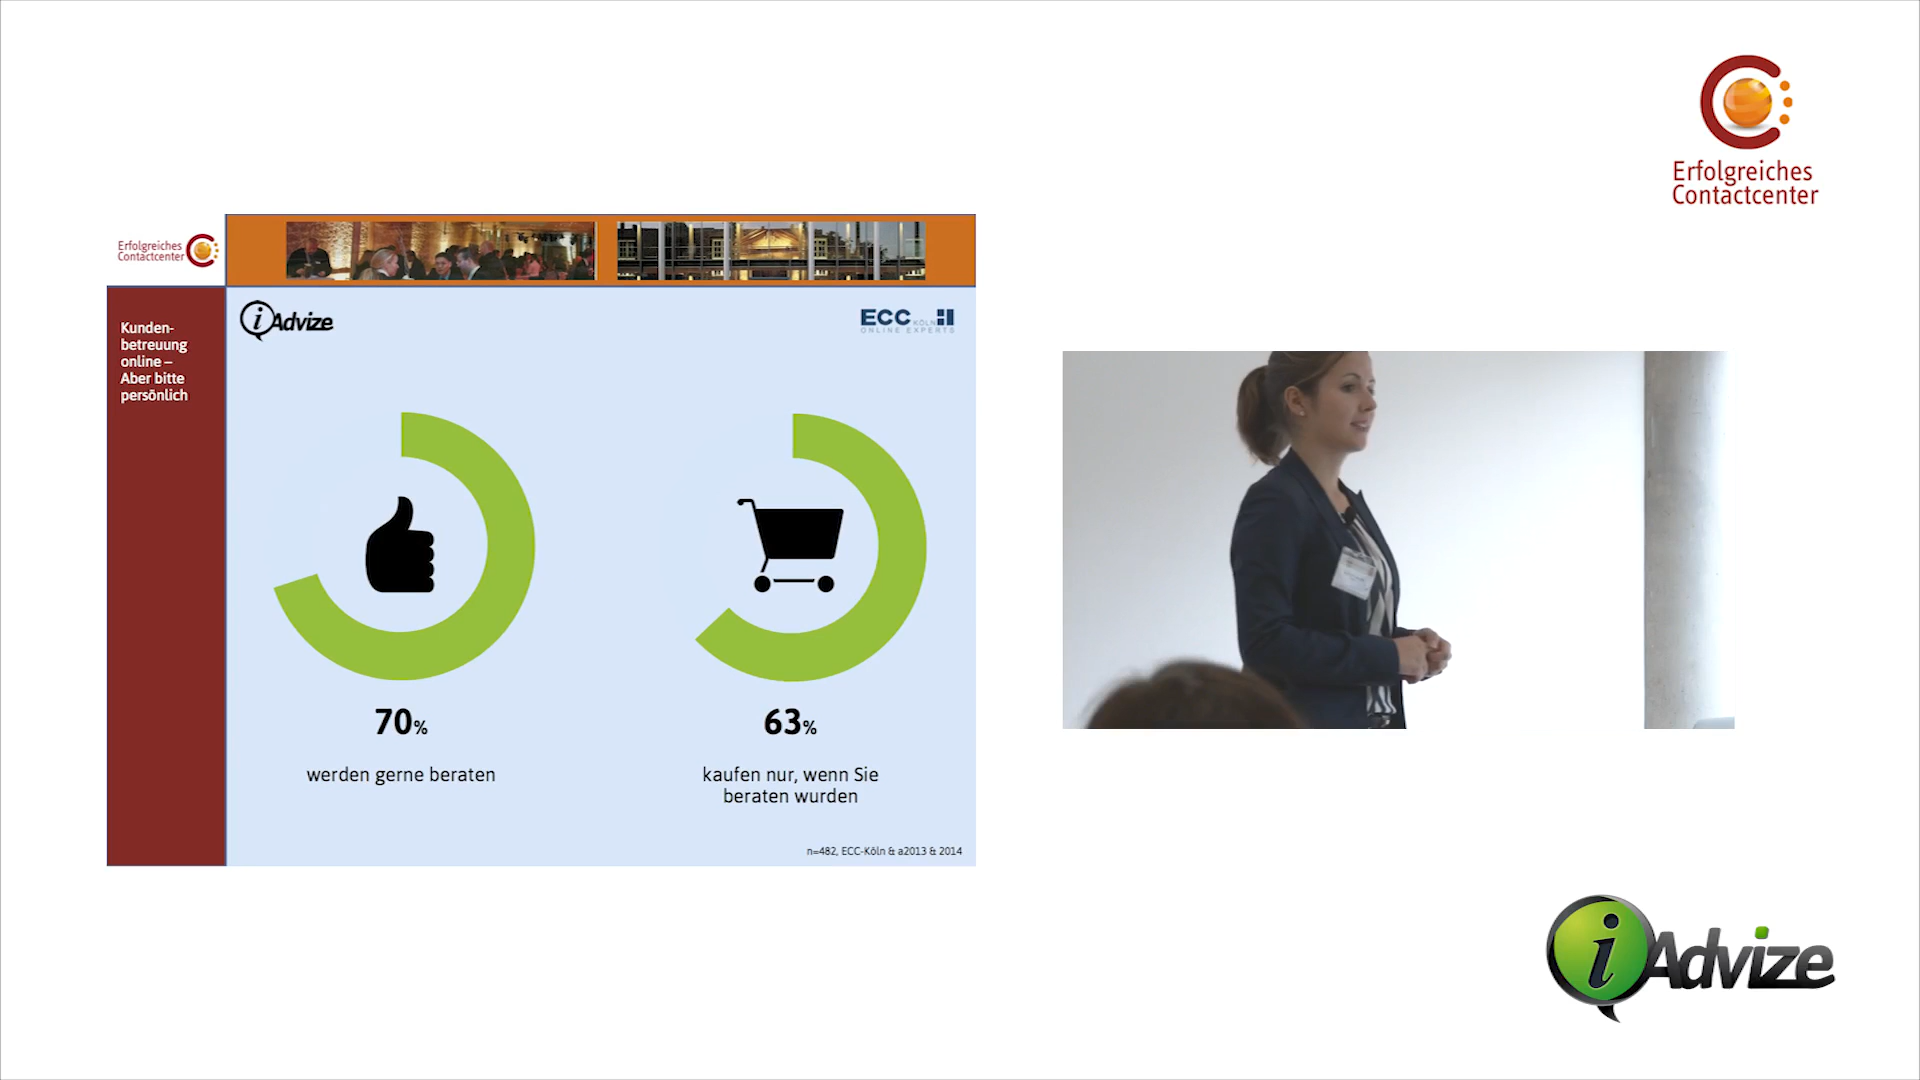 Erfolgreiches
Contactcenter
Erfolgreiches
Contactcenter
Kunden-
betreuung
online –
Aber bitte
persönlich
iAdvize
ECC KÖLN
ONLINE EXPERTS
70%
werden gerne beraten
63%
kaufen nur, wenn Sie
beraten wurden
n=482, ECC-Köln & a2013 & 2014
iAdvize